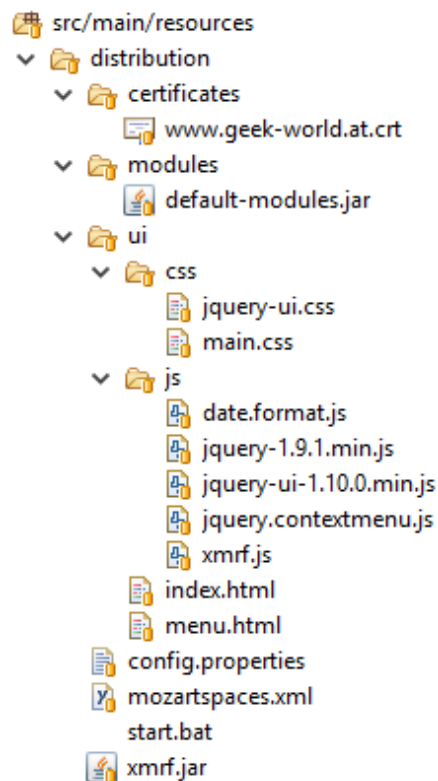 src/main/resources
distribution
certificates
www.geek-world.at.crt
modules
default-modules.jar
ui
css
jquery-ui.css
main.css
js
date.format.js
jquery-1.9.1.min.js
jquery-ui-1.10.0.min.js
jquery.contextmenu.js
xmrf.js
index.html
menu.html
config.properties
mozartspaces.xml
start.bat
xmrf.jar